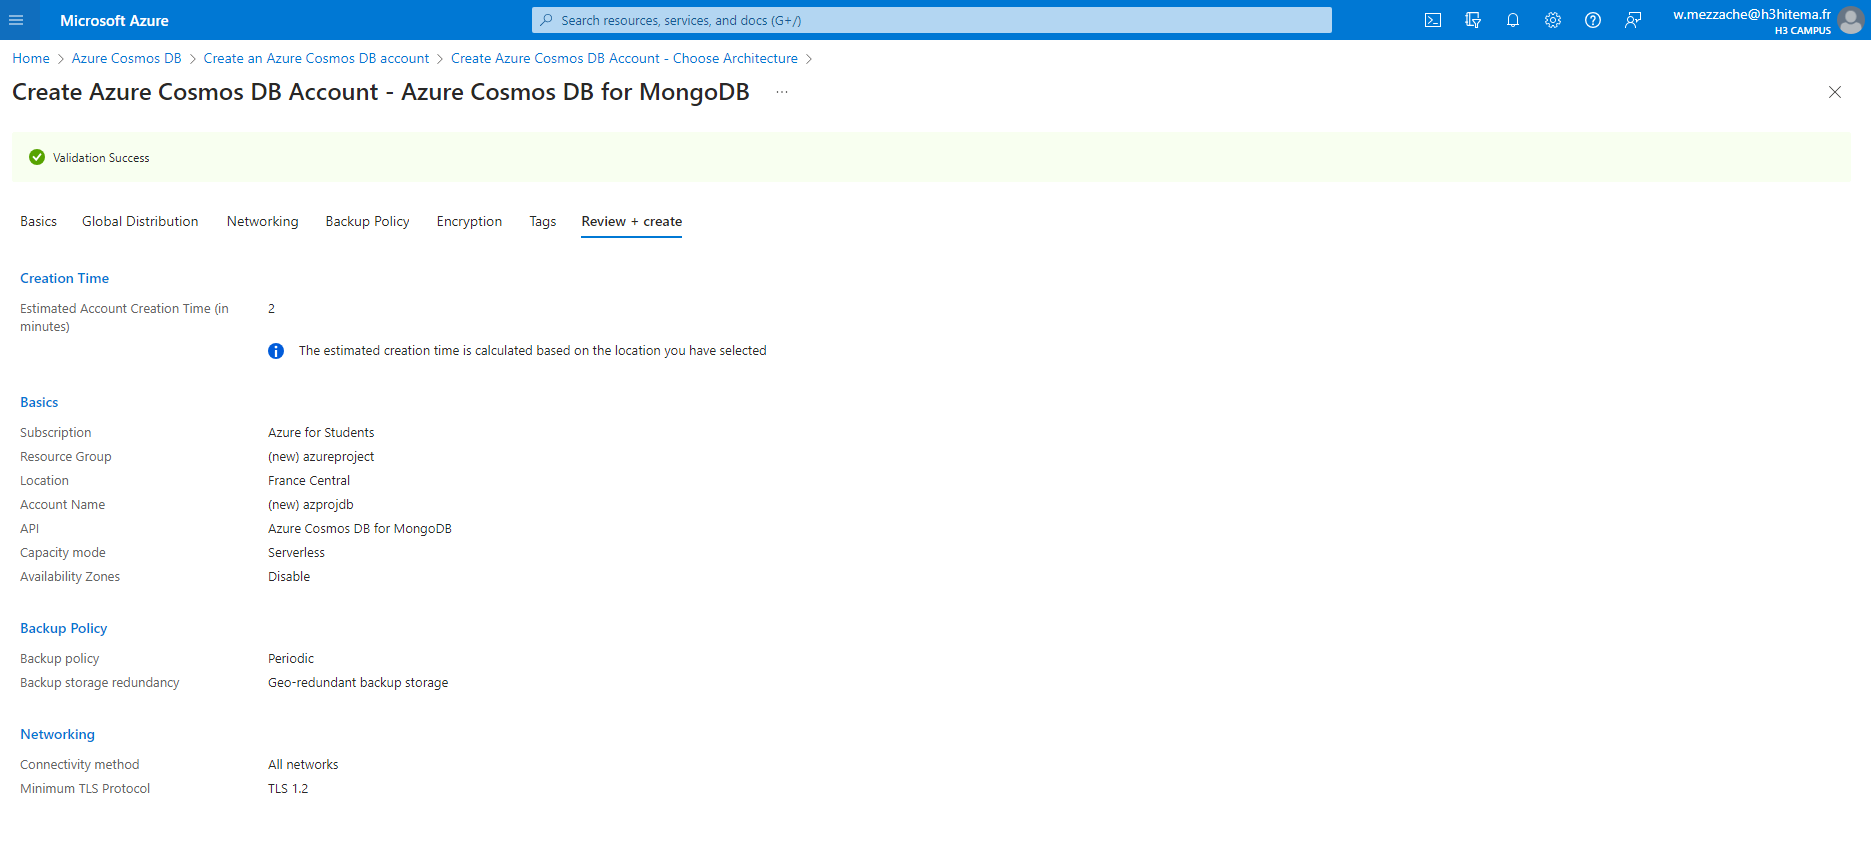 Microsoft Azure
Search resources, services, and docs (G+/)
w.mezzache@h3hitema.fr
H3 CAMPUS
Home > Azure Cosmos DB > Create an Azure Cosmos DB account > Create Azure Cosmos DB Account - Choose Architecture >
Create Azure Cosmos DB Account - Azure Cosmos DB for MongoDB ...
Validation Success
Basics Global Distribution Networking Backup Policy Encryption Tags Review + create
Creation Time
Estimated Account Creation Time (in 2
minutes)
The estimated creation time is calculated based on the location you have selected
Basics
Subscription Azure for Students
Resource Group (new) azureproject
Location France Central
Account Name (new) azprojdb
API Azure Cosmos DB for MongoDB
Capacity mode Serverless
Availability Zones Disable
Backup Policy
Backup policy Periodic
Backup storage redundancy Geo-redundant backup storage
Networking
Connectivity method All networks
Minimum TLS Protocol TLS 1.2